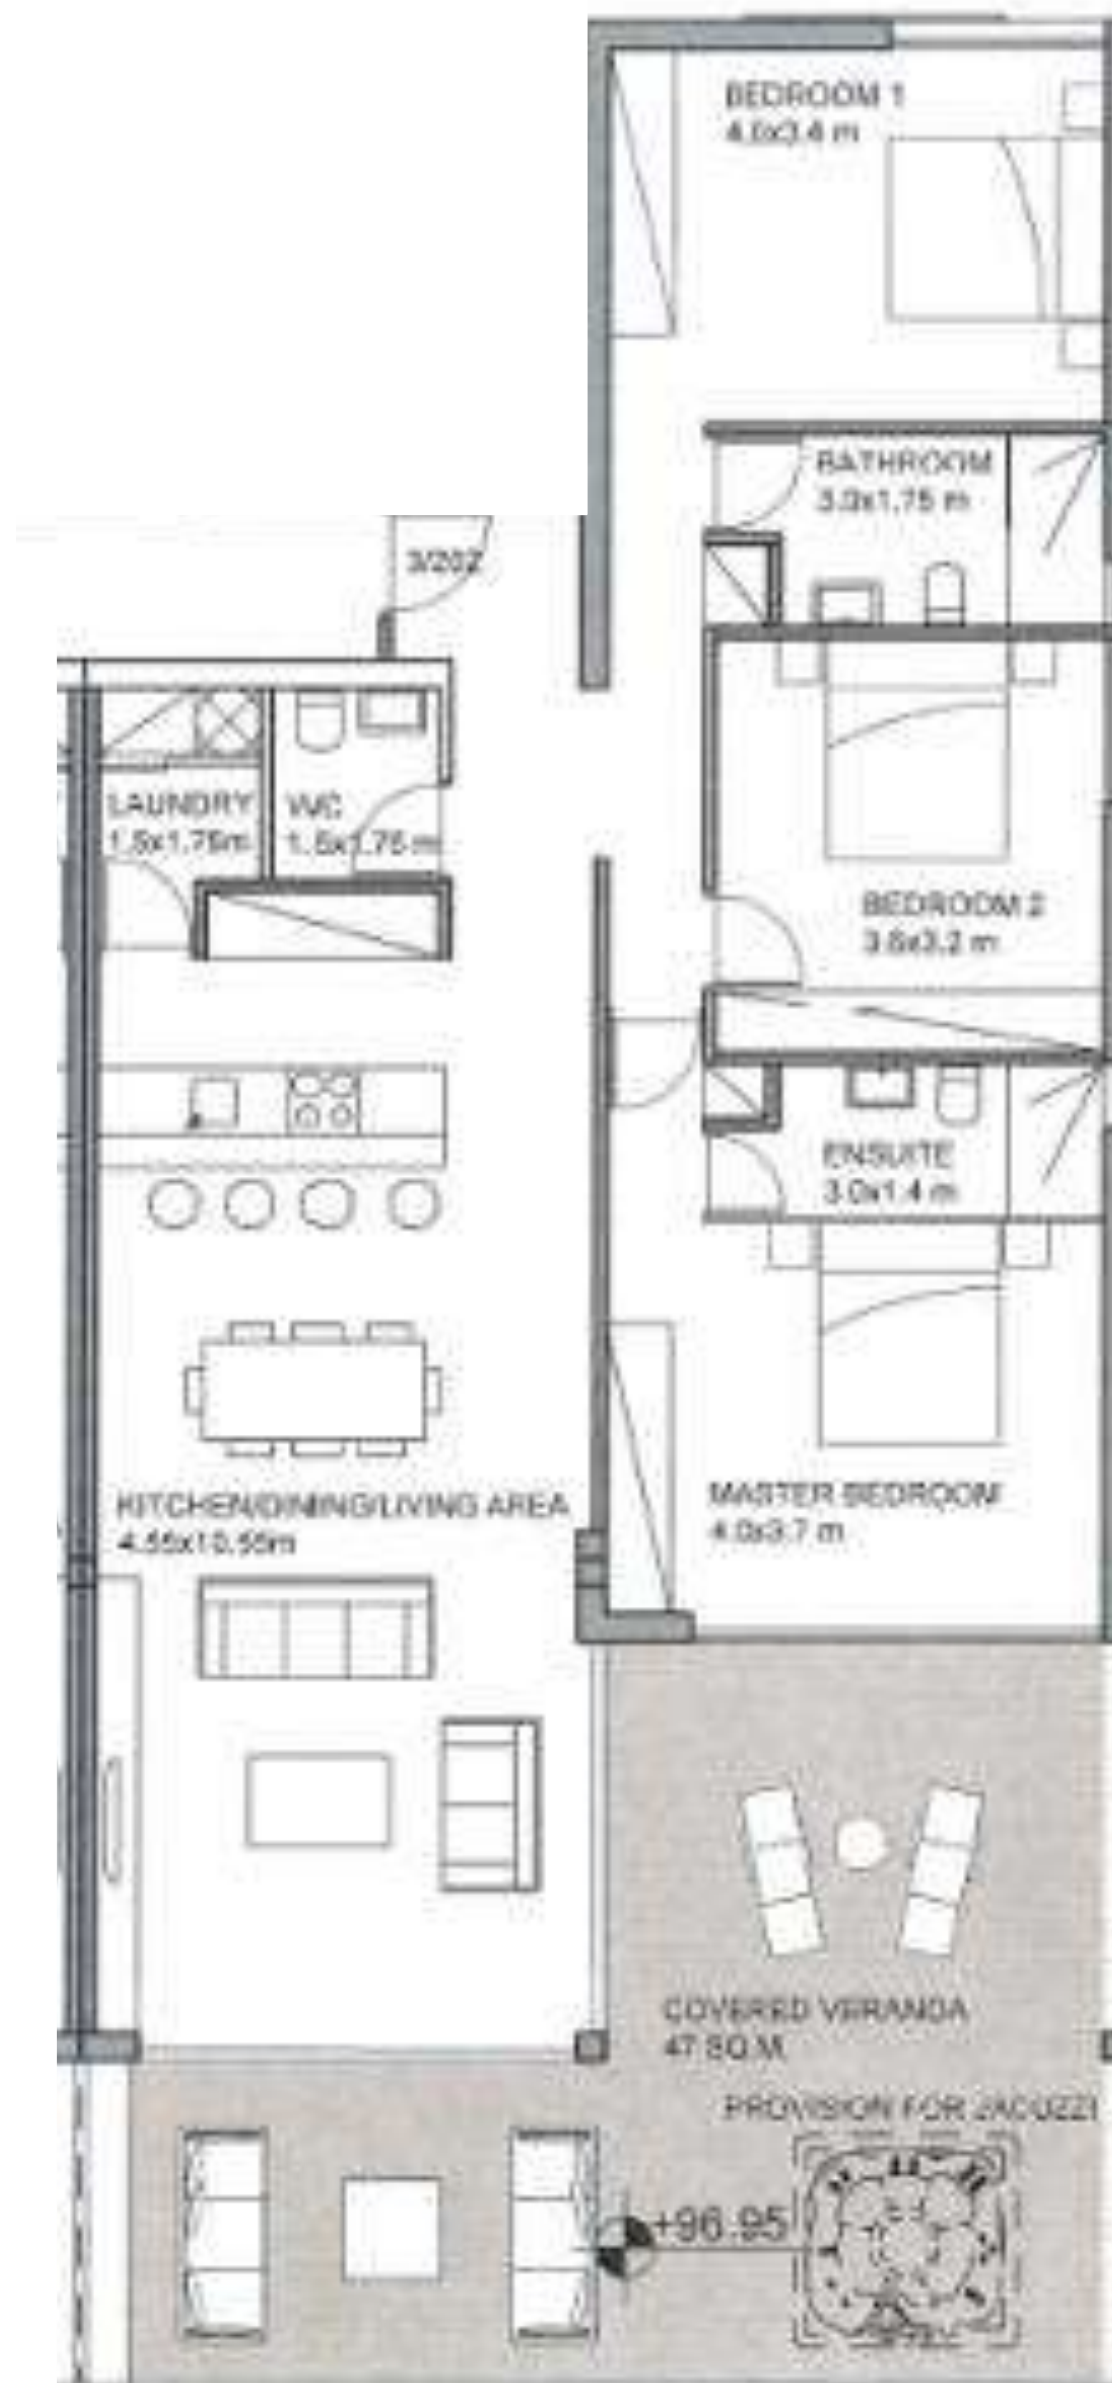 BEDROOM 1
4.0x3.4 m
BATHROOM
3.0x1.75 m
3/202
LAUNDRY
1.5x1.75m
WC
1.5x1.75 m
BEDROOM 2
3.6x3.2 m
ENSUITE
3.0x1.4 m
KITCHEN/DINING/LIVING AREA
4.55x10.55m
MASTER BEDROOM
4.0x3.7 m
COVERED VERANDA
47 SQ.M.
PROVISION FOR JACUZZI
+96.95